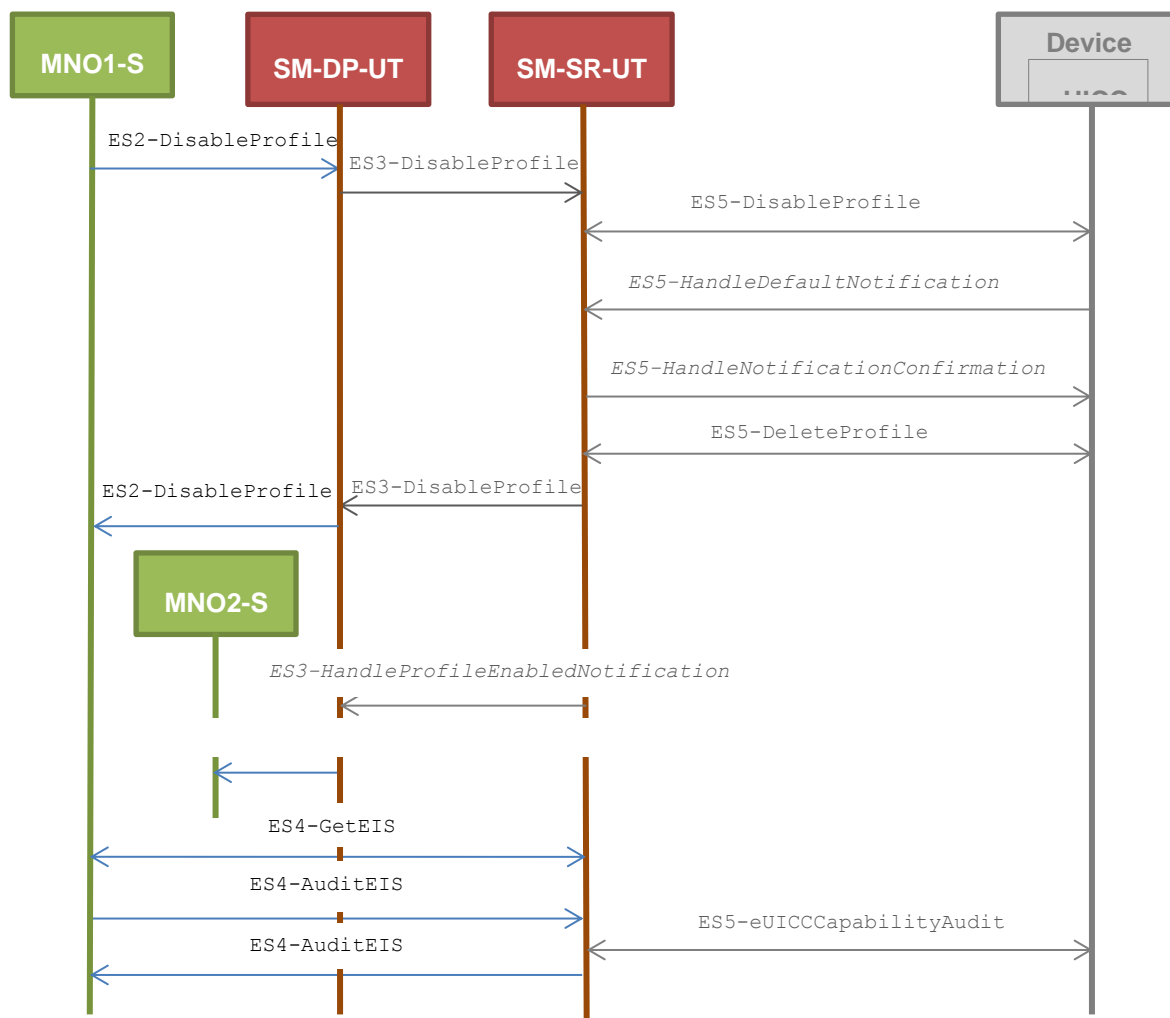 MNO1-S
SM-DP-UT
SM-SR-UT
Device
ES2-DisableProfile
ES3-DisableProfile
ES5-DisableProfile
ES5-HandleDefaultNotification
ES5-HandleNotificationConfirmation
ES5-DeleteProfile
ES2-DisableProfile
ES3-DisableProfile
MNO2-S
ES3-HandleProfileEnabledNotification
ES4-GetEIS
ES4-AuditEIS
ES5-eUICCCapabilityAudit
ES4-AuditEIS